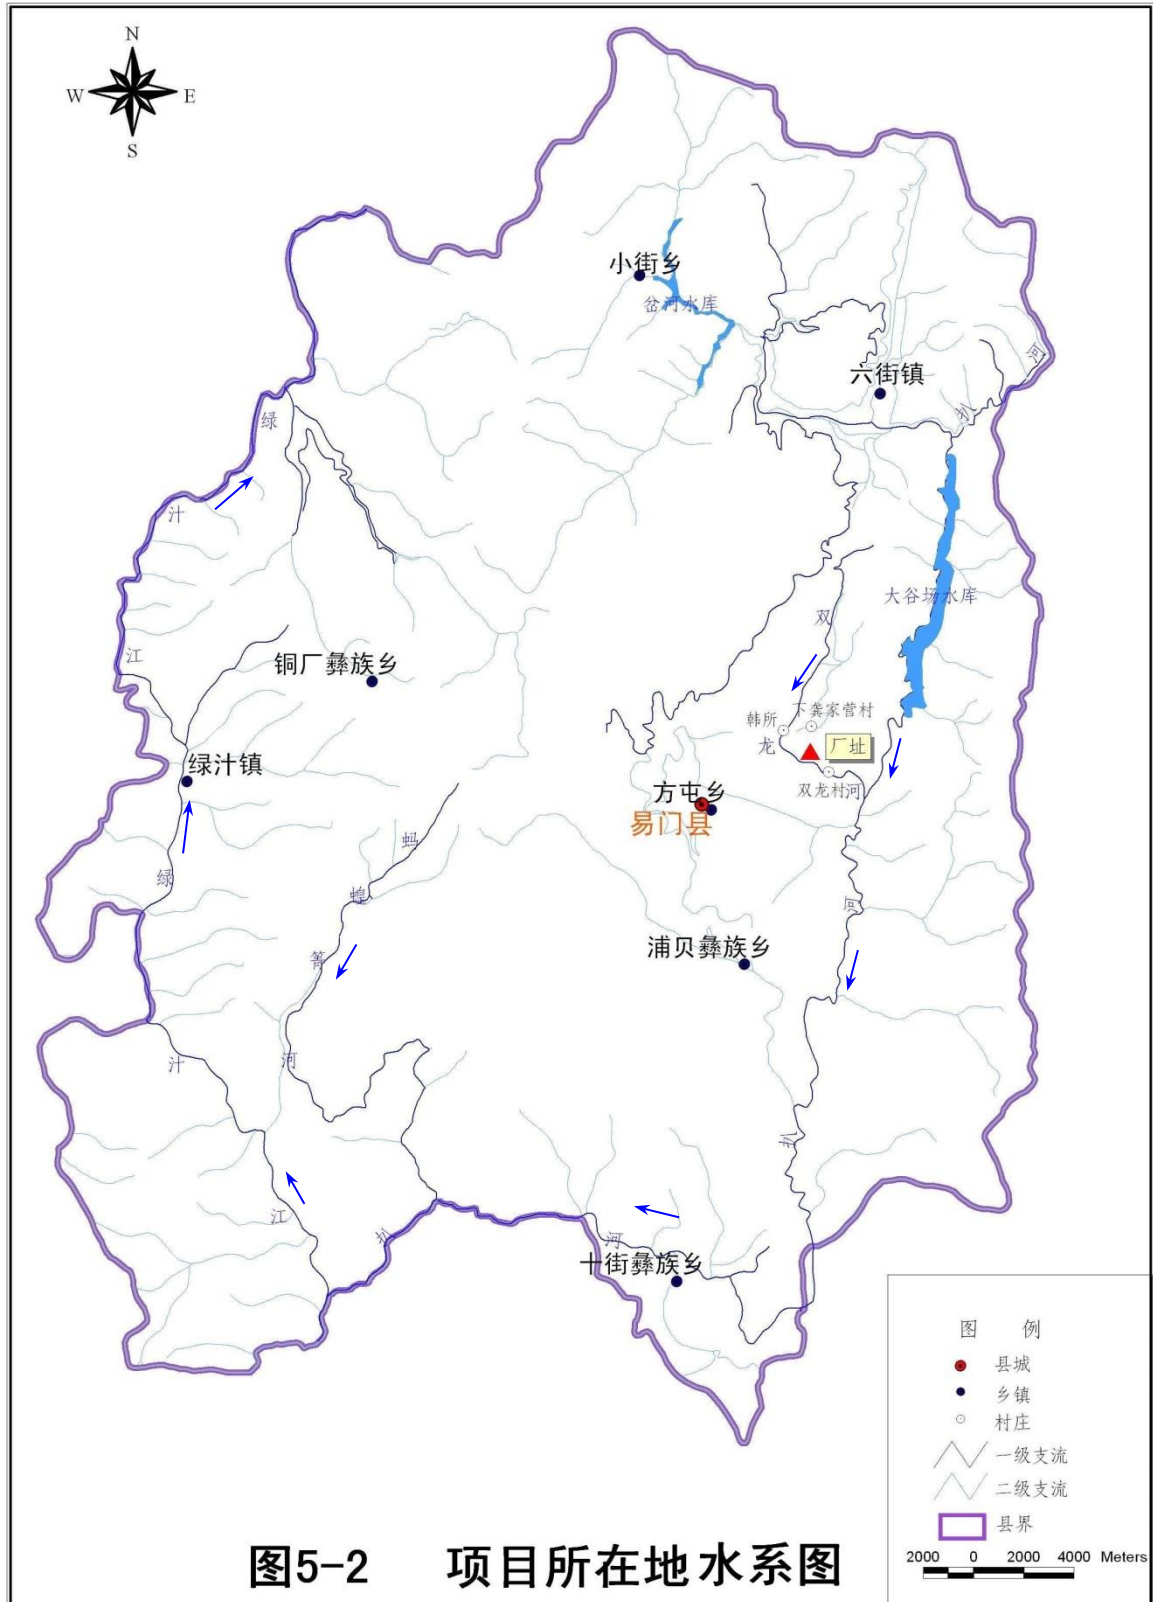 N
W E
S
小街乡
岔河水库
六街镇
河
扒
绿
汁
江
大谷场水库
双
铜厂彝族乡
下龚家营村
韩所
龙
厂址
绿汁镇
双龙村
河
方屯乡
易门县
蚂
蝗
箐
河
绿
河
浦贝彝族乡
汁
扒
江
扒
河
十街彝族乡
图 例
县城
乡镇
村庄
一级支流
二级支流
县界
2000 0 2000 4000 Meters
图5-2 项目所在地水系图